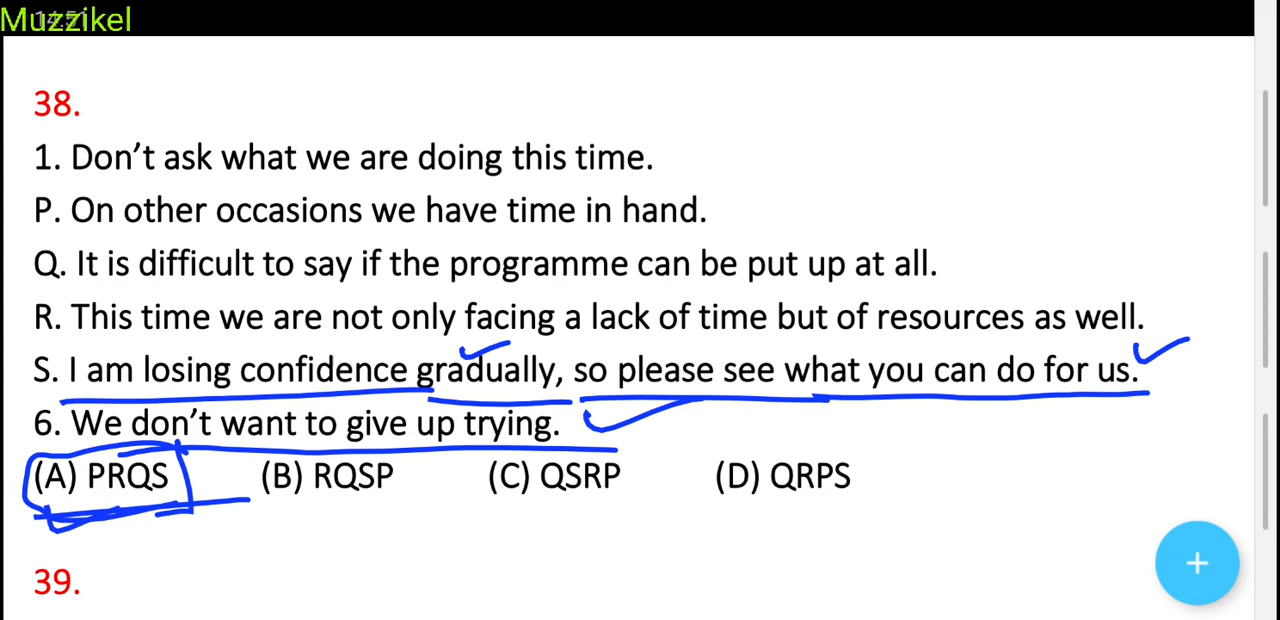 Muzzikel
38.
1. Don’t ask what we are doing this time.
P. On other occasions we have time in hand.
Q. It is difficult to say if the programme can be put up at all.
R. This time we are not only facing a lack of time but of resources as well.
S. I am losing confidence gradually, so please see what you can do for us.
6. We don’t want to give up trying.
(A) PRQS (B) RQSP (C) QSRP (D) QRPS
39.